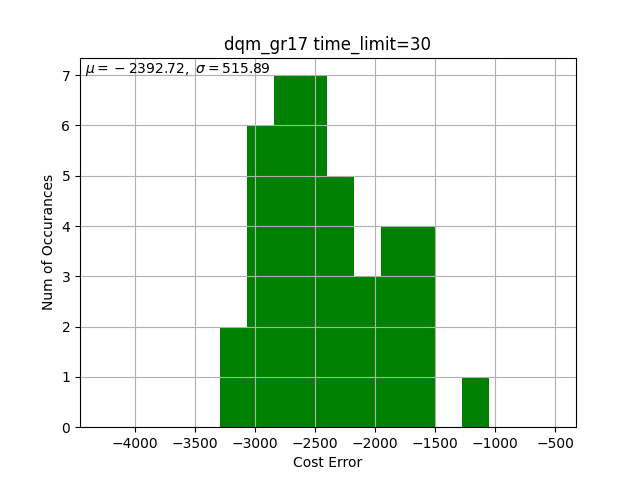 dqm_gr17 time_limit=30
μ = − 2392.72, σ = 515.89
7
6
5
4
3
2
1
0
Num of Occurances
−4000 −3500 −3000 −2500 −2000 −1500 −1000 −500
Cost Error